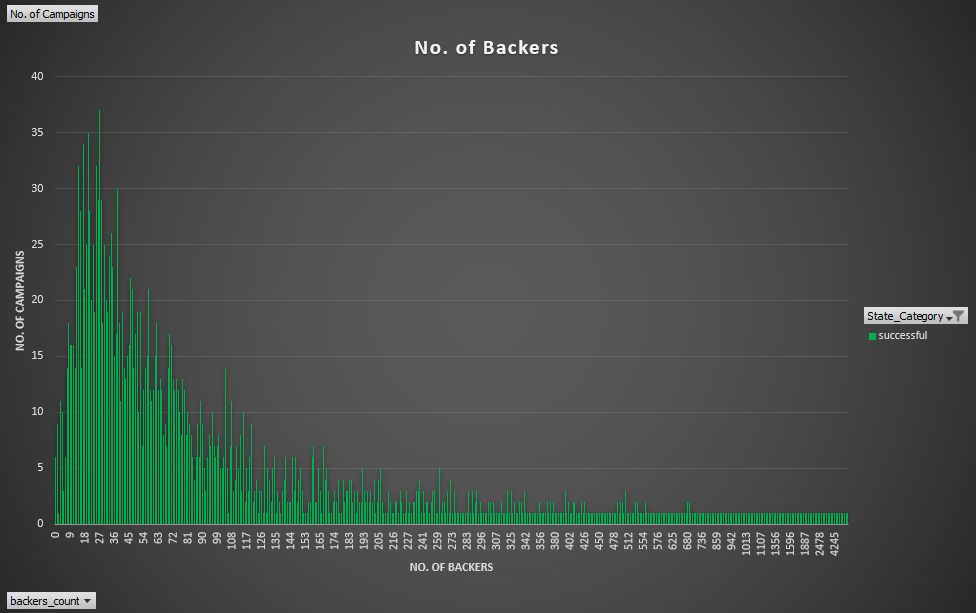 No. of Campaigns
No. of Backers
40
35
30
25
20
15
10
5
0
NO. OF CAMPAIGNS
0 9 18 27 36 45 54 63 72 81 90 99 108 117 126 135 144 153 165 174 183 193 205 216 227 241 259 273 283 296 307 325 342 356 380 402 426 450 478 512 554 576 625 680 736 859 942 1013 1107 1356 1596 1887 2478 4245
NO. OF BACKERS
State_Category
successful
backers_count